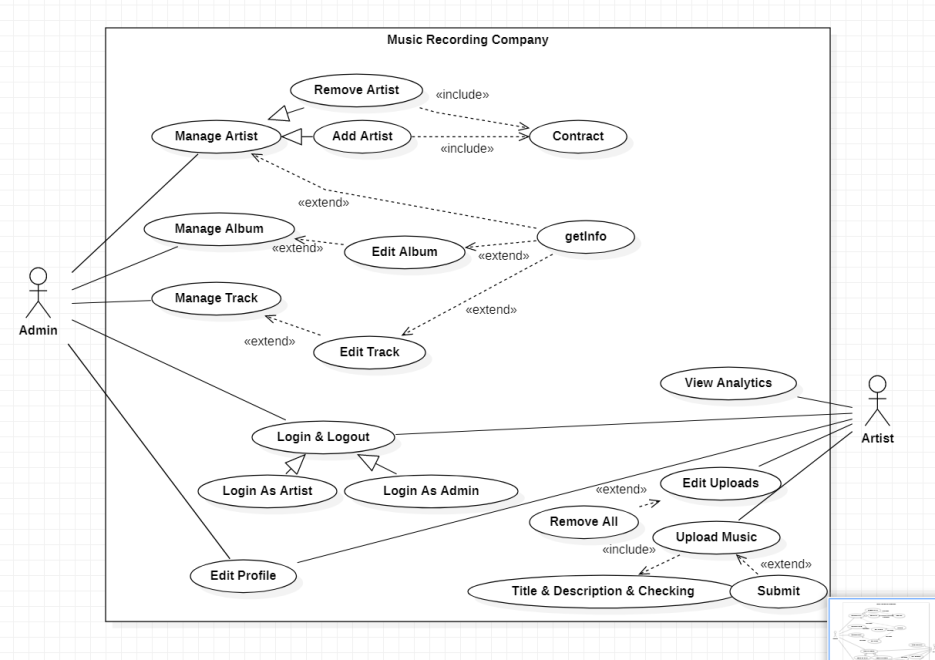 Music Recording Company
Remove Artist
«include»
Manage Artist
Add Artist
Contract
«include»
«extend»
Manage Album
getInfo
«extend»
Edit Album
«extend»
Manage Track
«extend»
Admin
«extend»
Edit Track
View Analytics
Login & Logout
Artist
Login As Artist
Login As Admin
«extend»
Edit Uploads
Remove All
Upload Music
«include»
«extend»
Edit Profile
Title & Description & Checking
Submit